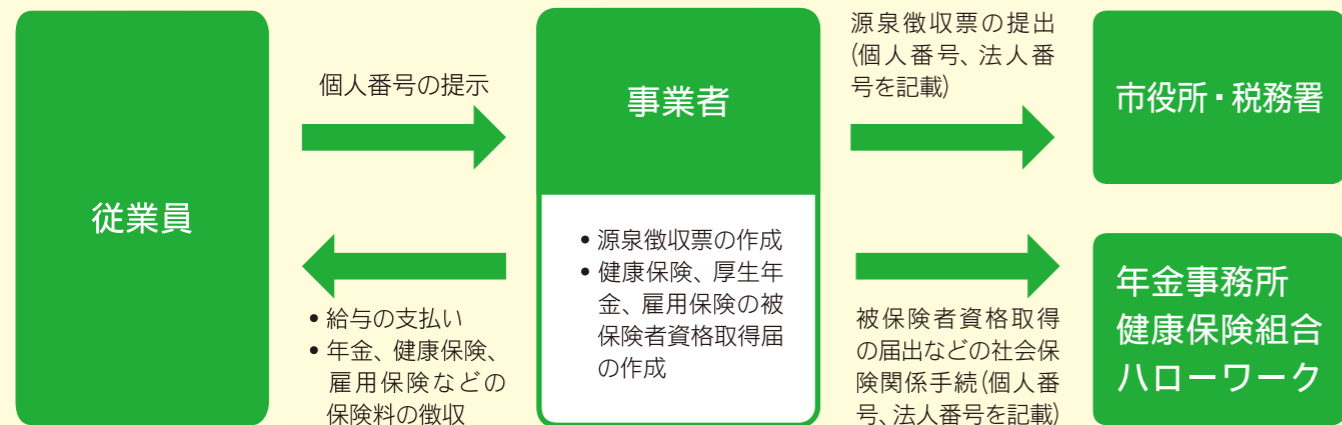 従業員
個人番号の提示
• 給与の支払い
• 年金、健康保険、
雇用保険などの
保険料の徴収
事業者
• 源泉徴収票の作成
• 健康保険、厚生年
金、雇用保険の被
保険者資格取得届
の作成
源泉徴収票の提出
(個人番号、法人番
号を記載)
市役所・税務署
被保険者資格取得
の届出などの社会保
険関係手続(個人番
号、法人番号を記載)
年金事務所
健康保険組合
ハローワーク